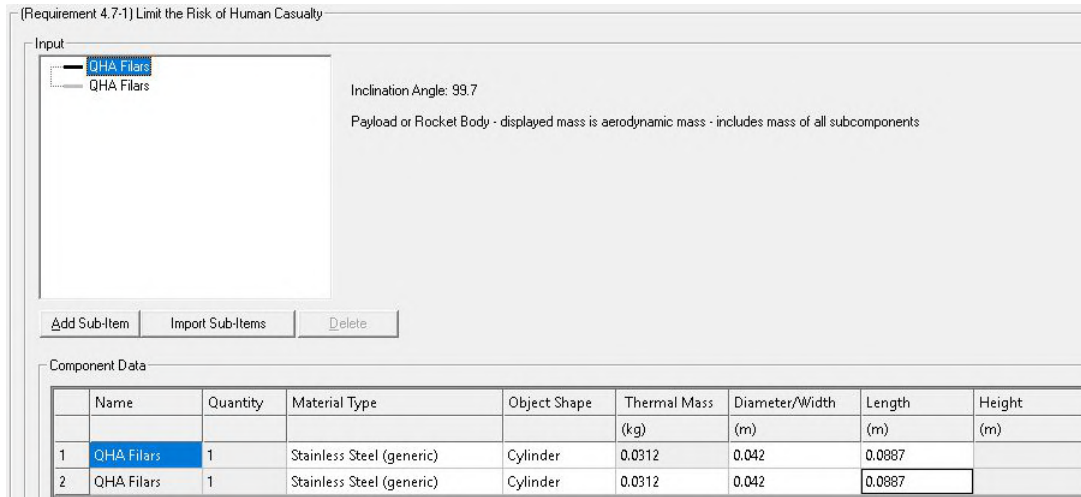 (Requirement 4.7-1) Limit the Risk of Human Casualty
Input
QHA Filars
QHA Filars
Inclination Angle: 99.7
Payload or Rocket Body - displayed mass is aerodynamic mass - includes mass of all subcomponents
Add Sub-Item Import Sub-Items Delete
Component Data
Name Quantity Material Type Object Shape Thermal Mass Diameter/Width Length Height
(kg) (m) (m) (m)
1 QHA Filars 1 Stainless Steel (generic) Cylinder 0.0312 0.042 0.0887
2 QHA Filars 1 Stainless Steel (generic) Cylinder 0.0312 0.042 0.0887